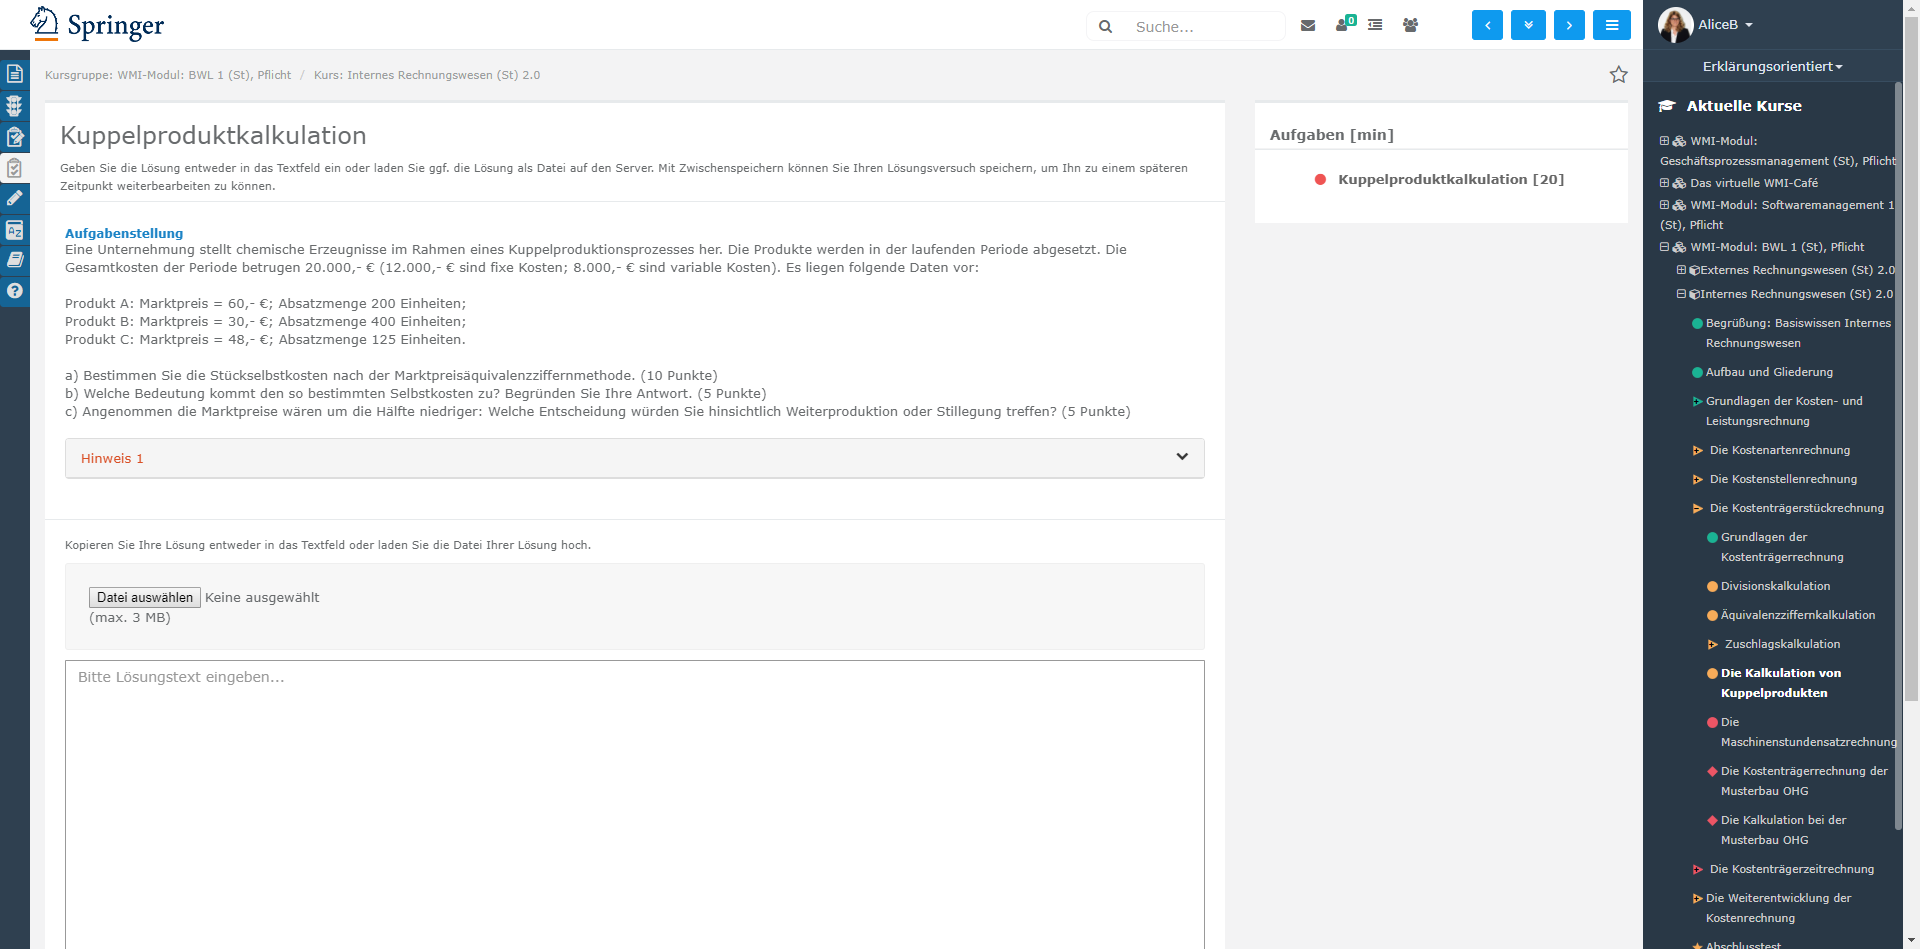 Springer
Suche...
0
AliceB
Erklärungsorientiert
Kursgruppe: WMI-Modul: BWL 1 (St), Pflicht / Kurs: Internes Rechnungswesen (St) 2.0
Kuppelproduktkalkulation
Geben Sie die Lösung entweder in das Textfeld ein oder laden Sie ggf. die Lösung als Datei auf den Server. Mit Zwischenspeichern können Sie Ihren Lösungsversuch speichern, um Ihn zu einem späteren
Zeitpunkt weiterbearbeiten zu können.
Aufgabenstellung
Eine Unternehmung stellt chemische Erzeugnisse im Rahmen eines Kuppelproduktionsprozesses her. Die Produkte werden in der laufenden Periode abgesetzt. Die
Gesamtkosten der Periode betrugen 20.000,- € (12.000,- € sind fixe Kosten; 8.000,- € sind variable Kosten). Es liegen folgende Daten vor:
Produkt A: Marktpreis = 60,- €; Absatzmenge 200 Einheiten;
Produkt B: Marktpreis = 30,- €; Absatzmenge 400 Einheiten;
Produkt C: Marktpreis = 48,- €; Absatzmenge 125 Einheiten.
a) Bestimmen Sie die Stückselbstkosten nach der Marktpreisäquivalenzziffernmethode. (10 Punkte)
b) Welche Bedeutung kommt den so bestimmten Selbstkosten zu? Begründen Sie Ihre Antwort. (5 Punkte)
c) Angenommen die Marktpreise wären um die Hälfte niedriger: Welche Entscheidung würden Sie hinsichtlich Weiterproduktion oder Stillegung treffen? (5 Punkte)
Hinweis 1
Kopieren Sie Ihre Lösung entweder in das Textfeld oder laden Sie die Datei Ihrer Lösung hoch.
Datei auswählen Keine ausgewählt
(max. 3 MB)
Bitte Lösungstext eingeben...
Aufgaben [min]
Kuppelproduktkalkulation [20]
Aktuelle Kurse
WMI-Modul:
Geschäftsprozessmanagement (St), Pflicht
Das virtuelle WMI-Café
WMI-Modul: Softwaremanagement 1
(St), Pflicht
WMI-Modul: BWL 1 (St), Pflicht
Externes Rechnungswesen (St) 2.0
Internes Rechnungswesen (St) 2.0
Begrüßung: Basiswissen Internes
Rechnungswesen
Aufbau und Gliederung
Grundlagen der Kosten- und
Leistungsrechnung
Die Kostenartenrechnung
Die Kostenstellenrechnung
Die Kostenträgerstückrechnung
Grundlagen der
Kostenträgerrechnung
Divisionskalkulation
Äquivalenzziffernkalkulation
Zuschlagskalkulation
Die Kalkulation von
Kuppelprodukten
Die
Maschinenstundensatzrechnung
Die Kostenträgerrechnung der
Musterbau OHG
Die Kalkulation bei der
Musterbau OHG
Die Kostenträgerzeitrechnung
Die Weiterentwicklung der
Kostenrechnung
Abschlusstest